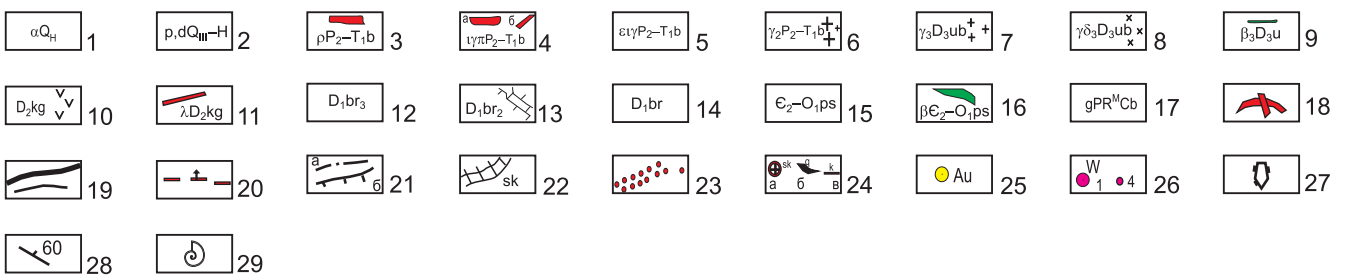 αQH 1 p,dQIII–H 2 ρP2–T1b 3 а б ιγπP2–T1b 4 ειγP2–T1b 5 γ2P2–T1b 6 γ3D3ub 7 γδ3D3ub 8 β3D3u 9
D2kg 10 λD2kg 11 D1br3 12 D1br2 13 D1br 14 Є2–O1ps 15 βЄ2–O1ps 16 gPRMCb 17 18
19 20 а б 21 sk 22 23 sk g k а б в 24 Au 25 W 1 4 26 27
60 28 29